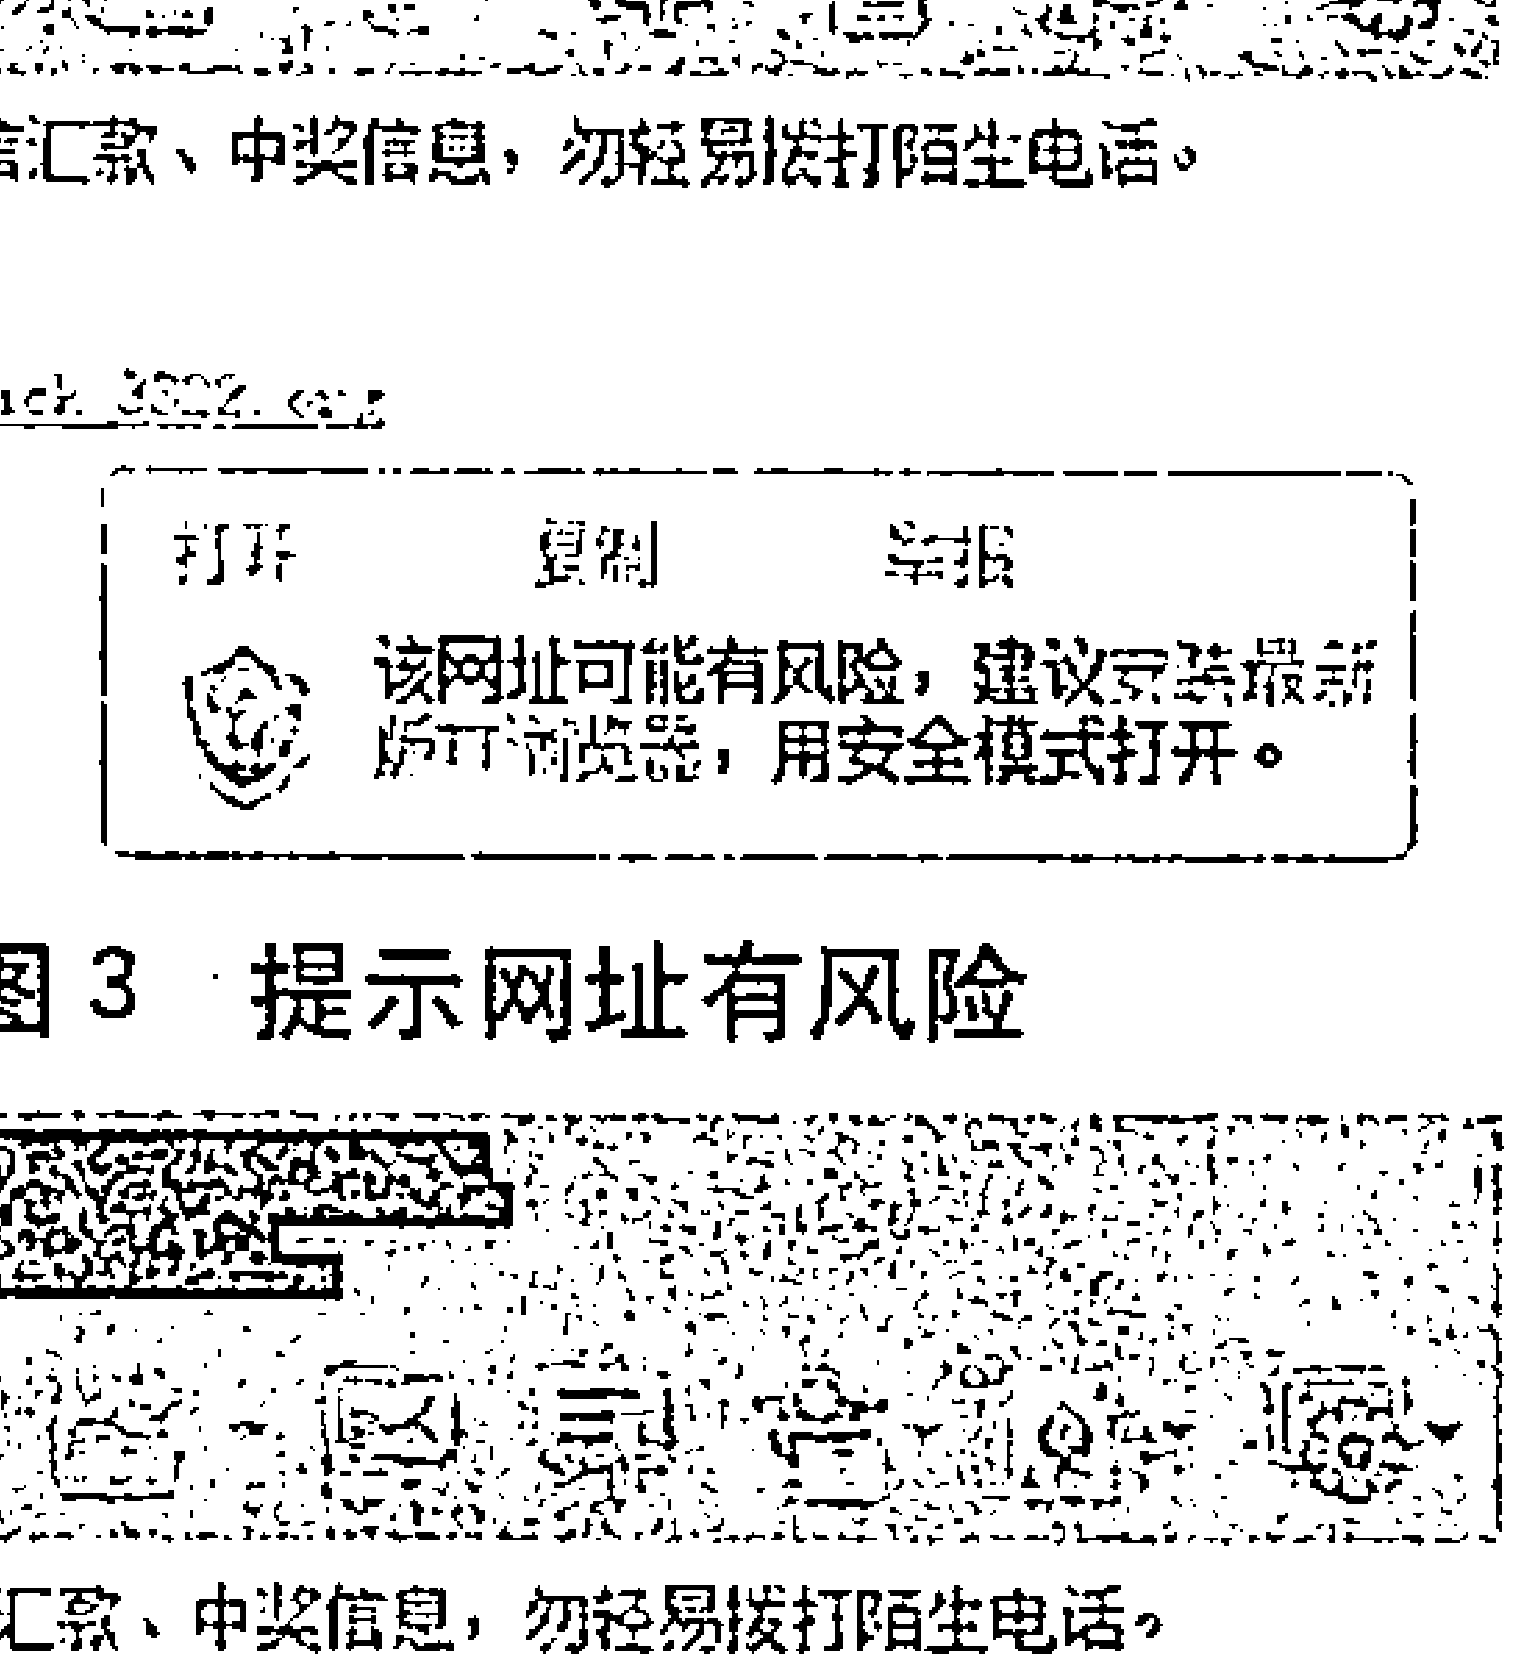 信汇款、中奖信息，勿轻易拨打陌生电话。
打开 复制 举报
该网址可能有风险，建议安装最新
版QQ浏览器，用安全模式打开。
图 3 提示网址有风险
汇款、中奖信息，勿轻易拨打陌生电话。